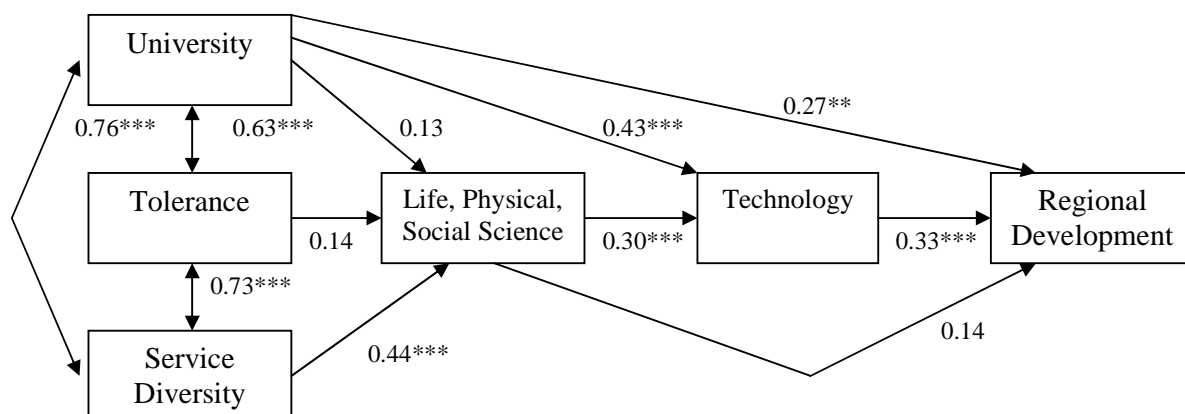 University
0.27**
0.76***
0.63***
0.13
0.43***
Tolerance
Life, Physical,
Social Science
Technology
Regional
Development
0.14
0.30***
0.33***
0.73***
0.14
0.44***
Service
Diversity